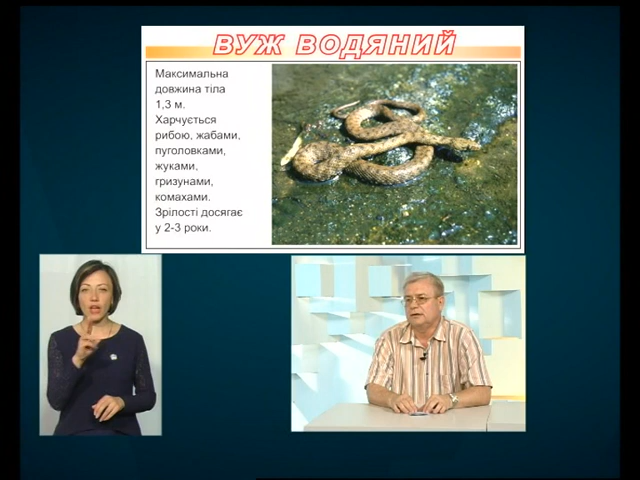 ВУЖ ВОДЯНИЙ
Максимальна
довжина тіла
1,3 м.
Харчується
рибою, жабами,
пуголовками,
жуками,
гризунами,
комахами.
Зрілості досягає
у 2-3 роки.